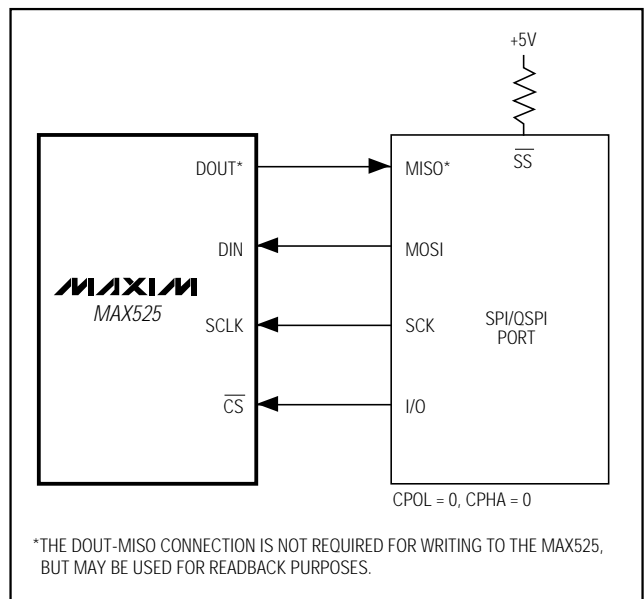 +5V
SS
DOUT*
MISO*
DIN
MOSI
MAXIM
MAX525
SCLK
SCK
SPI/QSPI
PORT
CS
I/O
CPOL = 0, CPHA = 0
*THE DOUT-MISO CONNECTION IS NOT REQUIRED FOR WRITING TO THE MAX525,
BUT MAY BE USED FOR READBACK PURPOSES.